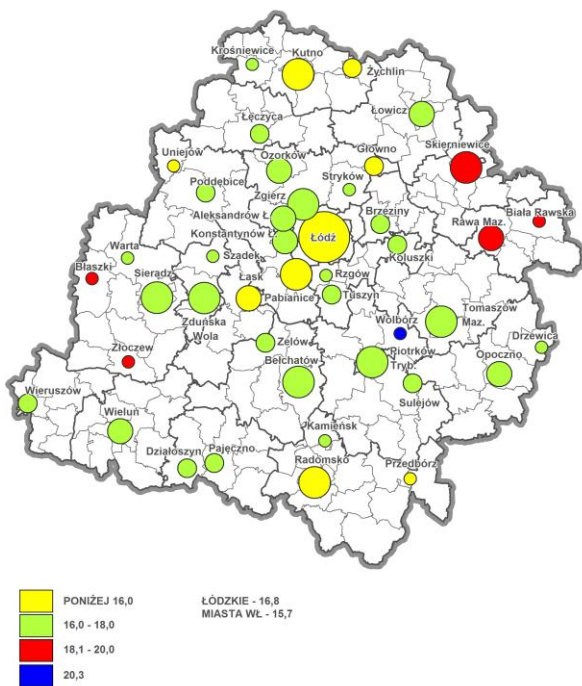 Krośniewice
Kutno
Żychlin
Łowicz
Łęczyca
Skierniewice
Uniejów
Ozorków
Głowno
Stryków
Poddębice
Zgierz
Aleksandrów Ł.
Brzeziny
Biała Rawska
Konstantynów Ł.
Łódź
Rawa Maz.
Koluszki
Warta
Szadek
Błaszki
Sieradz
Łask
Rzgów
Pabianice
Tuszyn
Zduńska
Wola
Wolbórz
Tomaszów
Maz.
Drzewica
Złoczew
Zelów
Piotrków
Tryb.
Bełchatów
Opoczno
Sulejów
Wieruszów
Wieluń
Kamieńsk
Działoszyn
Pajęczno
Radomsko
Przedbórz
PONIŻEJ 16,0
ŁÓDZKIE - 16,8
MIASTA WŁ - 15,7
16,0 - 18,0
18,1 - 20,0
20,3